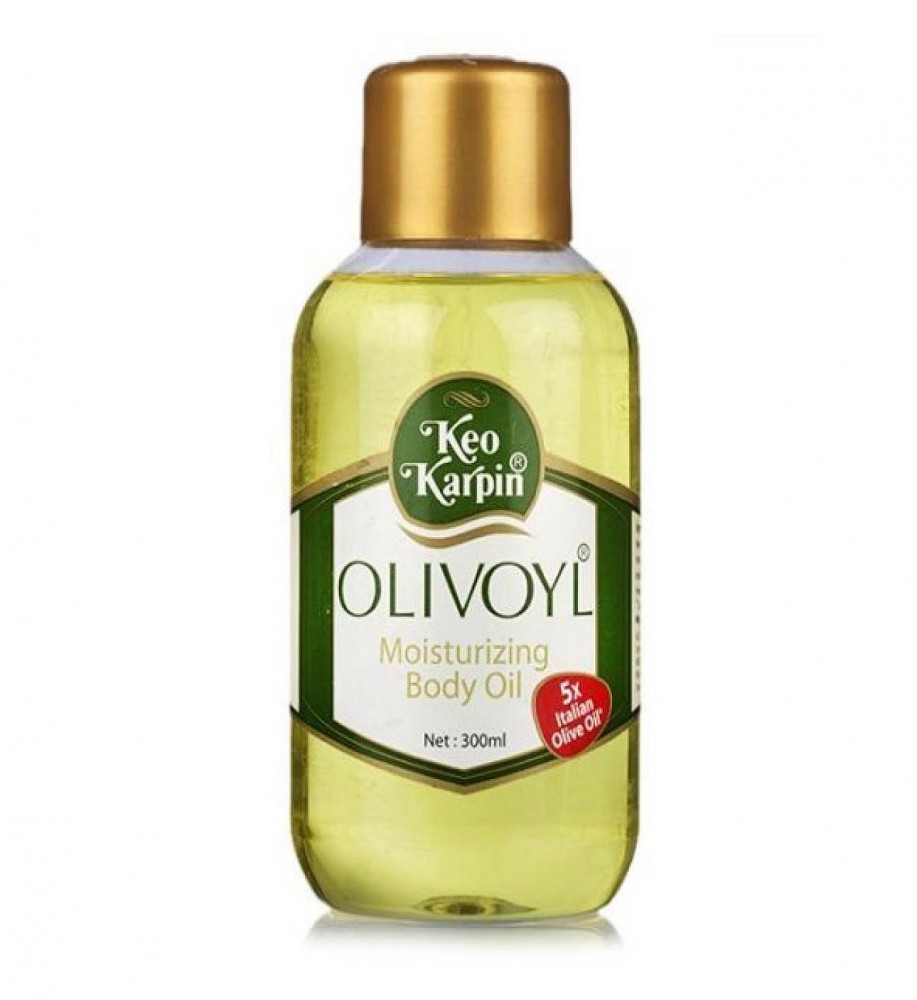 Keo
Karpin®
OLIVOYL®
Moisturizing
Body Oil
5x
Italian
Olive Oil*
Net : 300ml